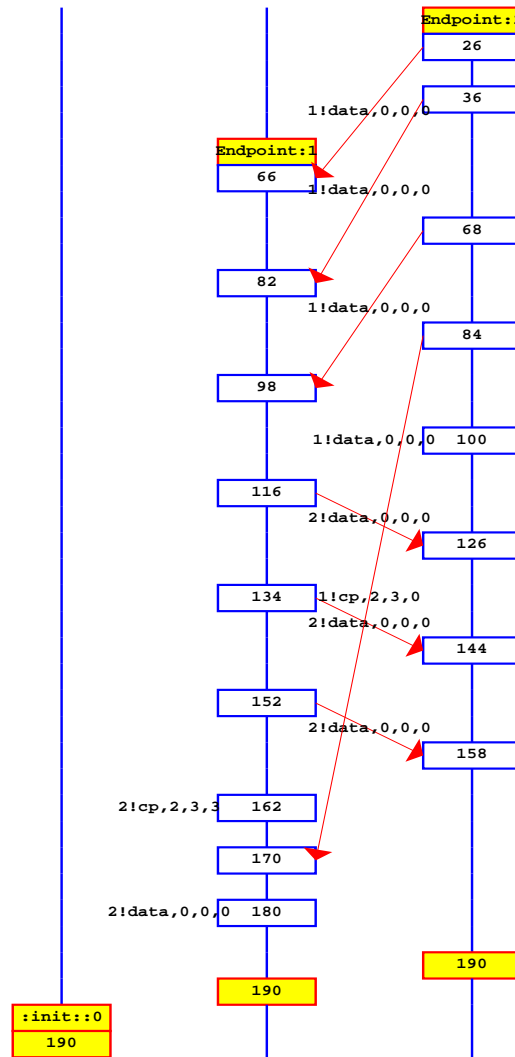 Endpoint:
26
36
1!data,0,0,0
Endpoint:1
66
1!data,0,0,0
68
82
1!data,0,0,0
84
98
1!data,0,0,0
100
116
2!data,0,0,0
126
134
1!cp,2,3,0
2!data,0,0,0
144
152
2!data,0,0,0
158
2!cp,2,3,3
162
170
2!data,0,0,0
180
190
190
:init::0
190